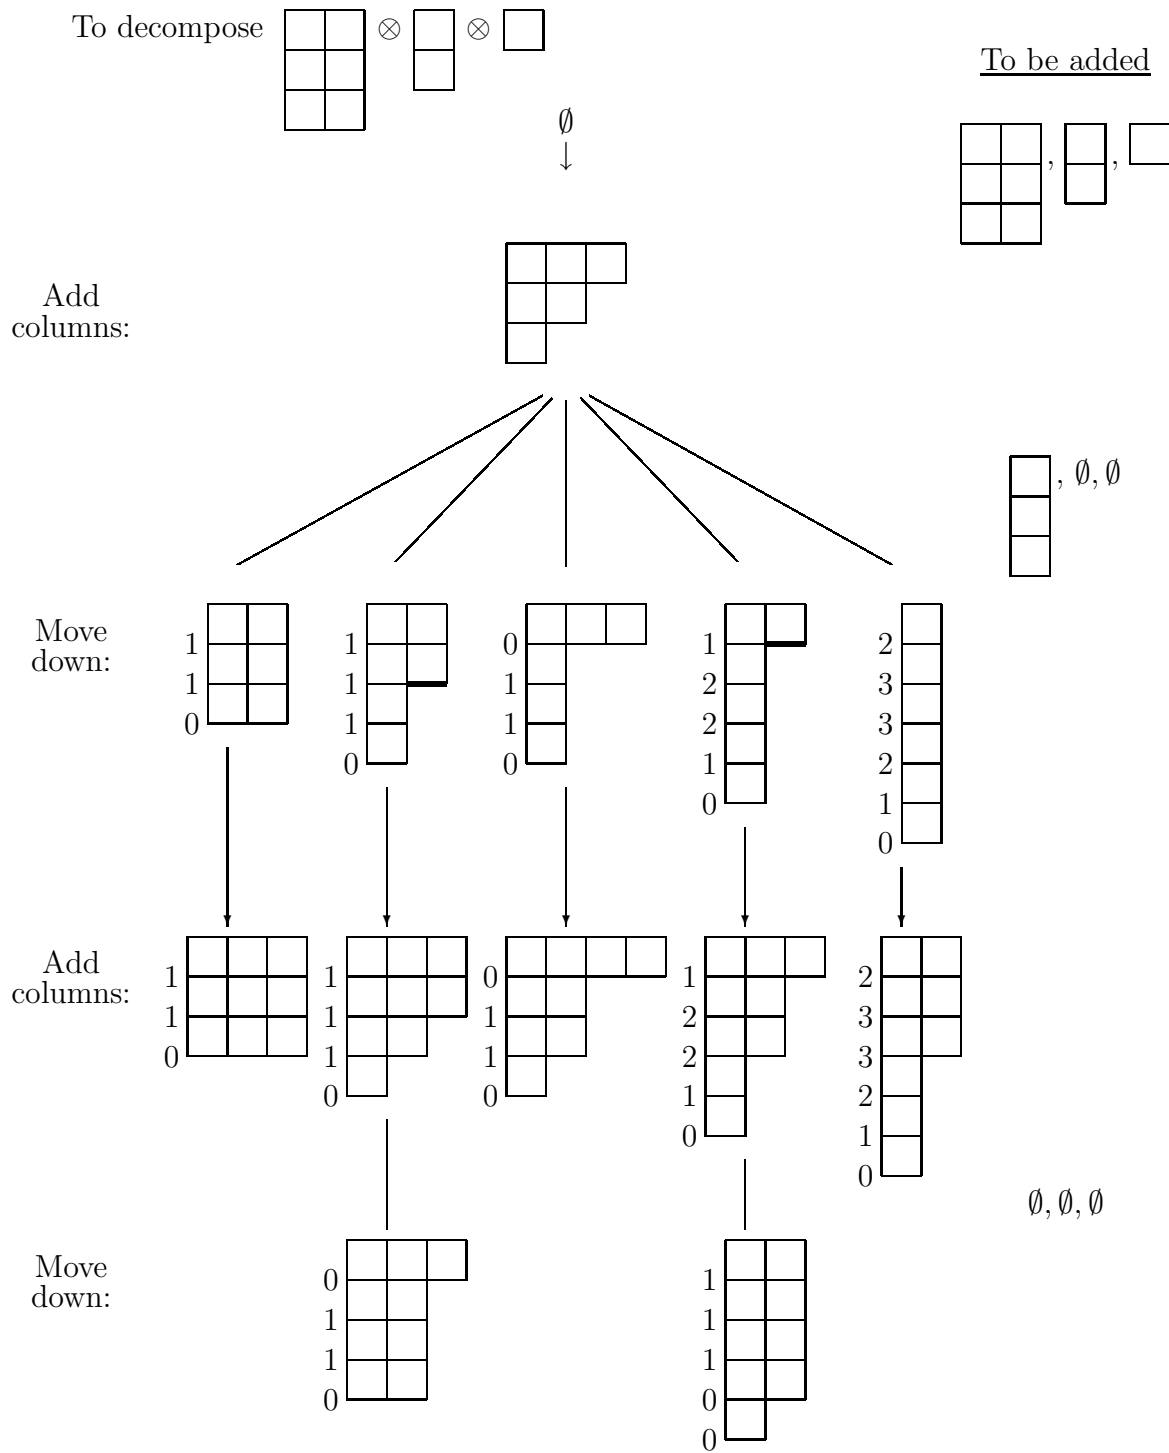 To decompose ⊗ ⊗
To be added
∅
↓
, ,
Add
columns:
, ∅, ∅
Move
down:
1 1 0 1 2
1 1 1 2 3
0 1 1 2 3
0 0 1 2
0 1
0
Add
columns:
1 1 0 1 2
1 1 1 2 3
0 1 1 2 3
0 0 1 2
0 1
0
∅, ∅, ∅
Move
down:
0 1
1 1
1 1
0 0
0